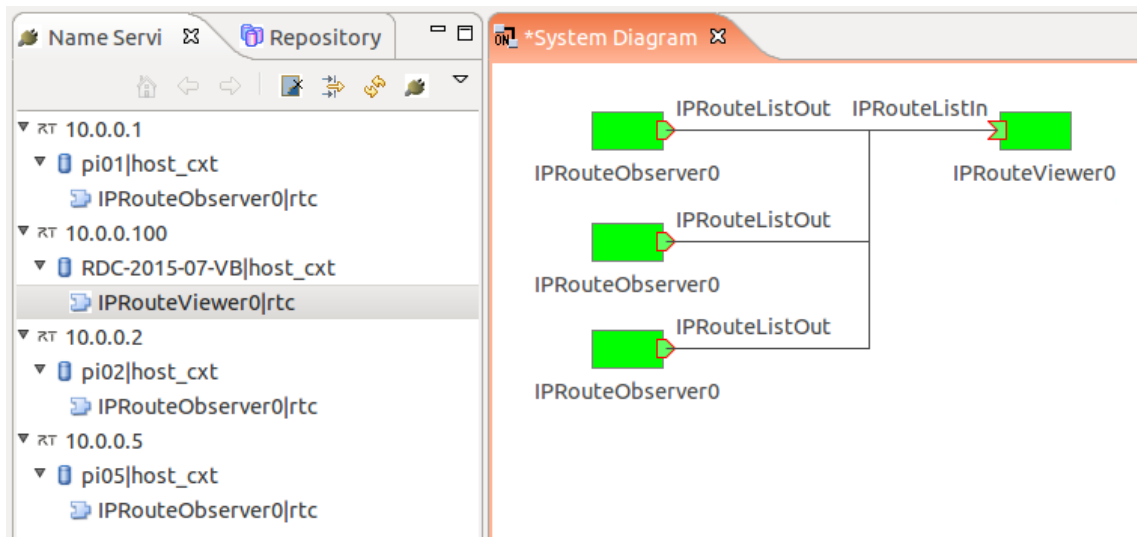 Name Servi
Repository
10.0.0.1
pi01|host_cxt
IPRouteObserver0|rtc
10.0.0.100
RDC-2015-07-VB|host_cxt
IPRouteViewer0|rtc
10.0.0.2
pi02|host_cxt
IPRouteObserver0|rtc
10.0.0.5
pi05|host_cxt
IPRouteObserver0|rtc
ON
*System Diagram
IPRouteListOut
IPRouteListIn
IPRouteObserver0
IPRouteViewer0
IPRouteListOut
IPRouteObserver0
IPRouteListOut
IPRouteObserver0